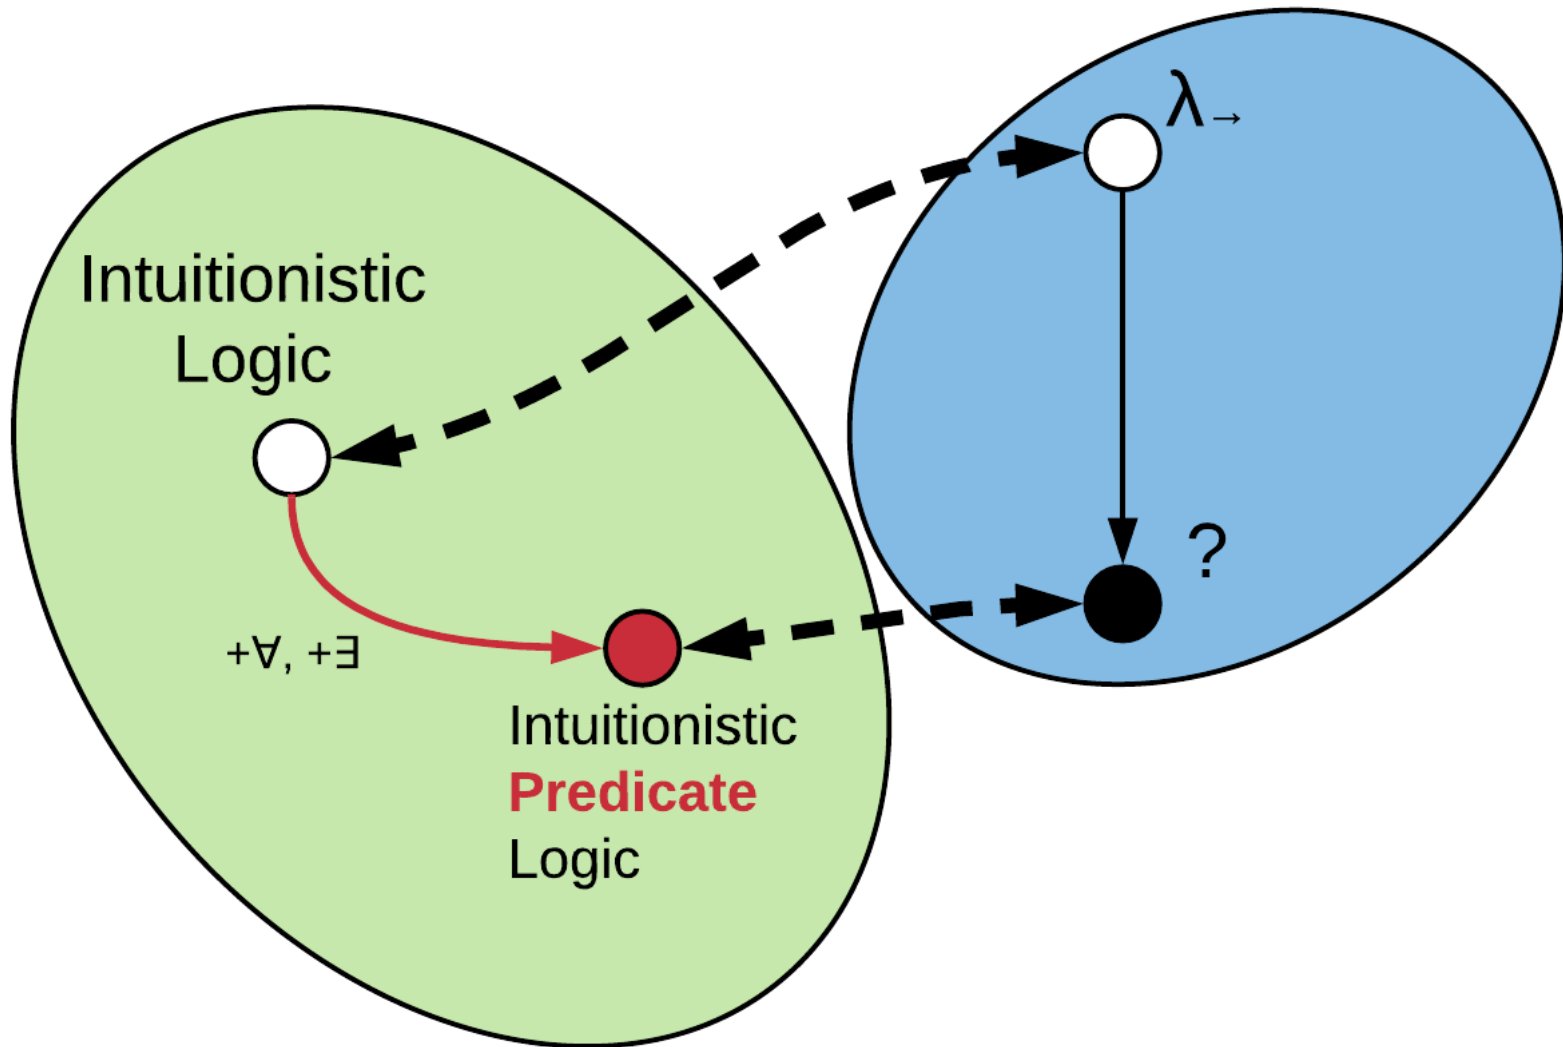 λ→
Intuitionistic
Logic
?
+∀, +∃
Intuitionistic
Predicate
Logic